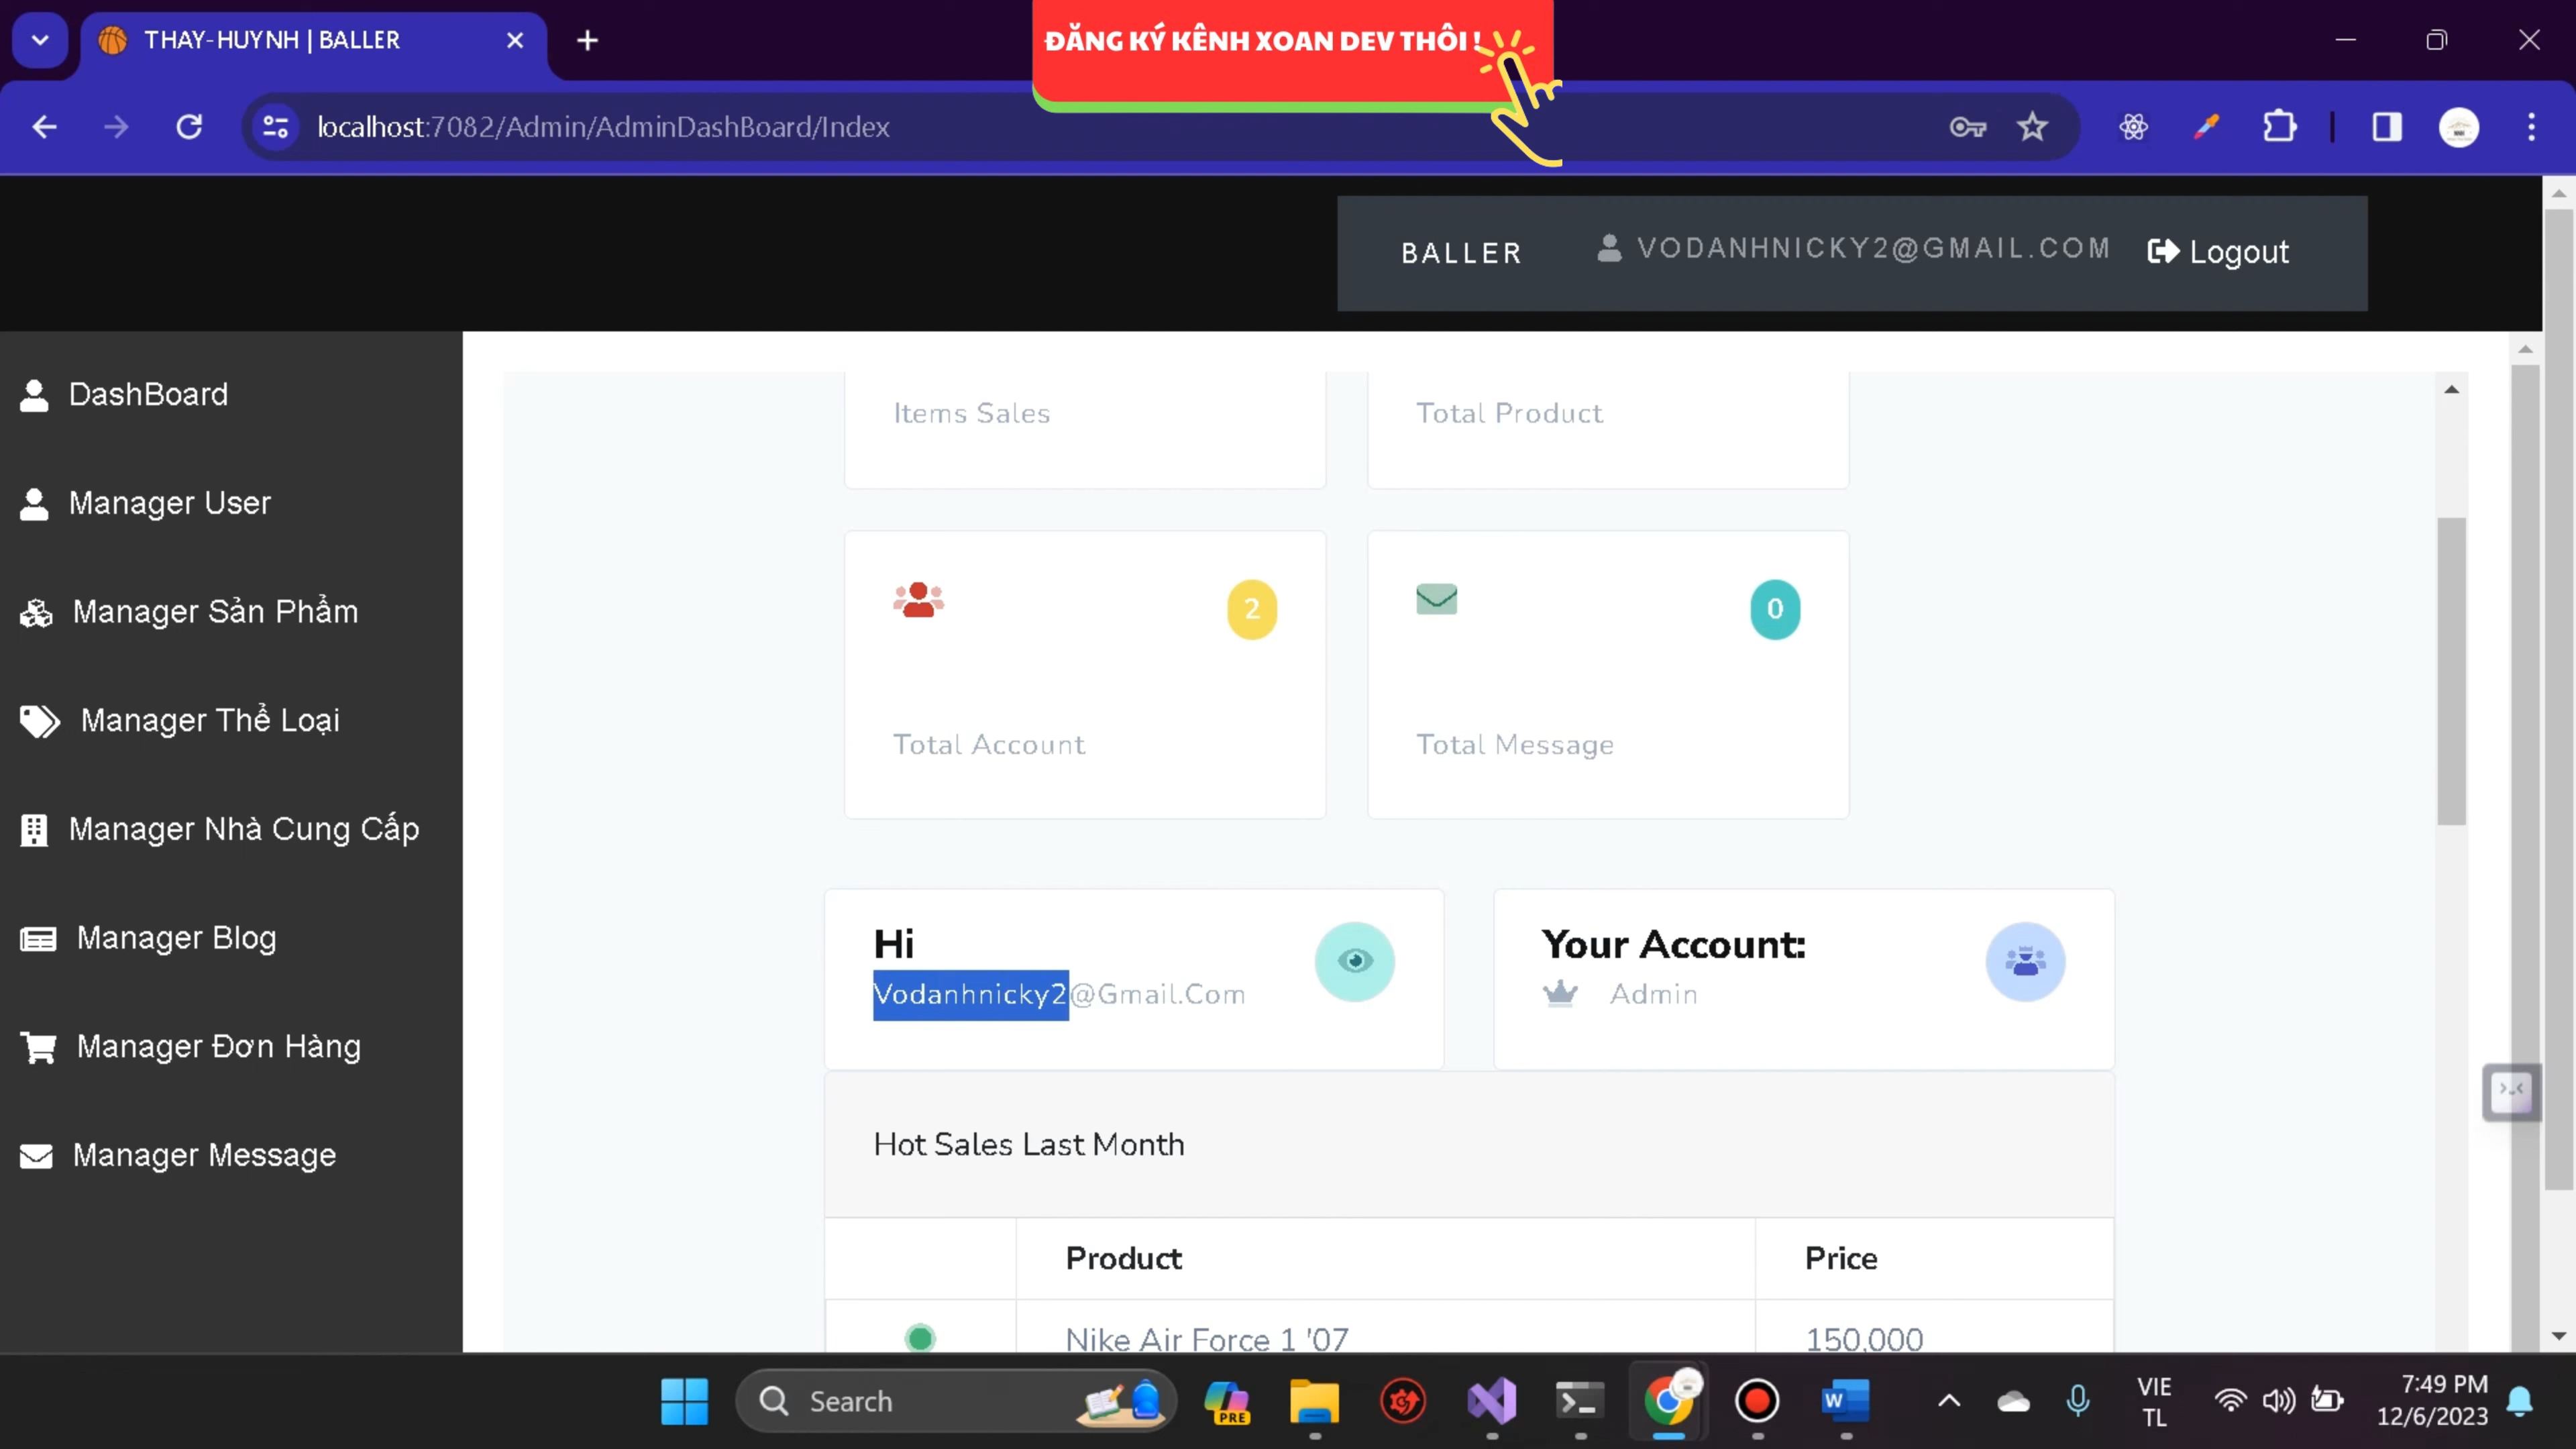 THAY-HUYNH | BALLER
ĐĂNG KÝ KÊNH XOAN DEV THÔI !
localhost:7082/Admin/AdminDashBoard/Index
BALLER
VODANHNICKY2@GMAIL.COM
Logout
DashBoard
Manager User
Manager Sản Phẩm
Manager Thể Loại
Manager Nhà Cung Cấp
Manager Blog
Manager Đơn Hàng
Manager Message
Items Sales
Total Product
2
0
Total Account
Total Message
Hi
Vodanhnicky2@Gmail.Com
Your Account:
Admin
Hot Sales Last Month
Product
Price
Nike Air Force 1 '07
150,000
Search
PRE
W
VIE
TL
7:49 PM
12/6/2023